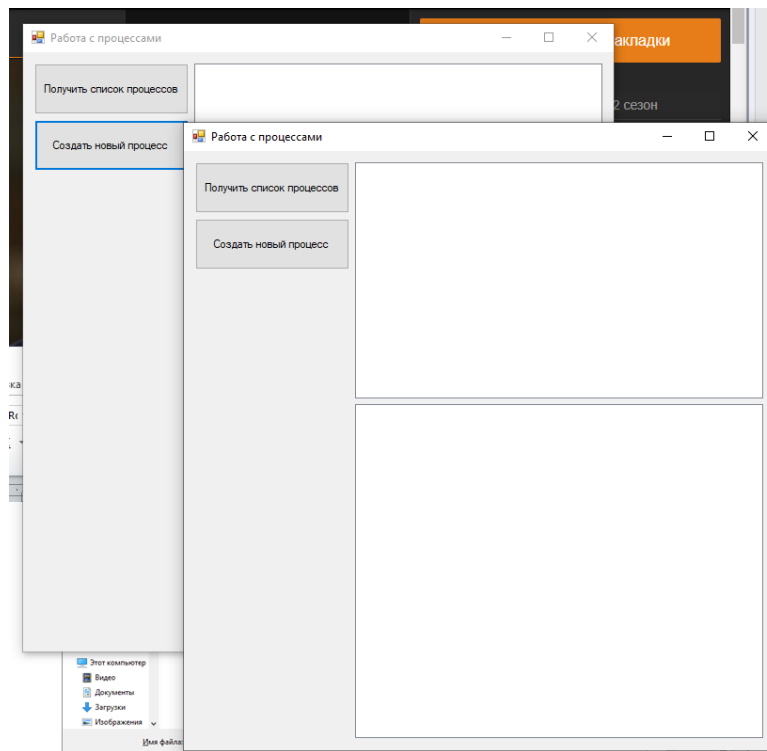 Работа с процессами
акладки
Получить список процессов
2 сезон
Создать новый процесс
Работа с процессами
Получить список процессов
Создать новый процесс
Этот компьютер
Видео
Документы
Загрузки
Изображения
Имя файла: